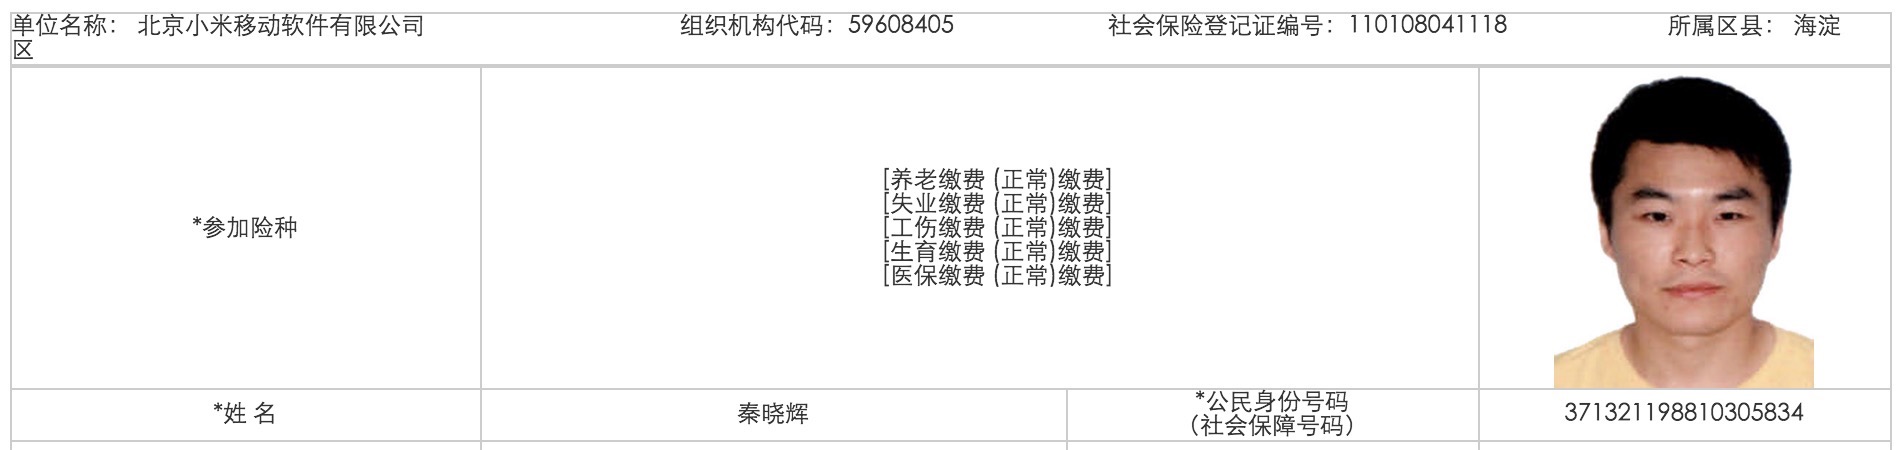 单位名称： 北京小米移动软件有限公司 组织机构代码：59608405 社会保险登记证编号：110108041118 所属区县： 海淀
区
*参加险种
[养老缴费 (正常)缴费]
[失业缴费 (正常)缴费]
[工伤缴费 (正常)缴费]
[生育缴费 (正常)缴费]
[医保缴费 (正常)缴费]
*姓 名 秦晓辉
*公民身份号码
（社会保障号码）
371321198810305834